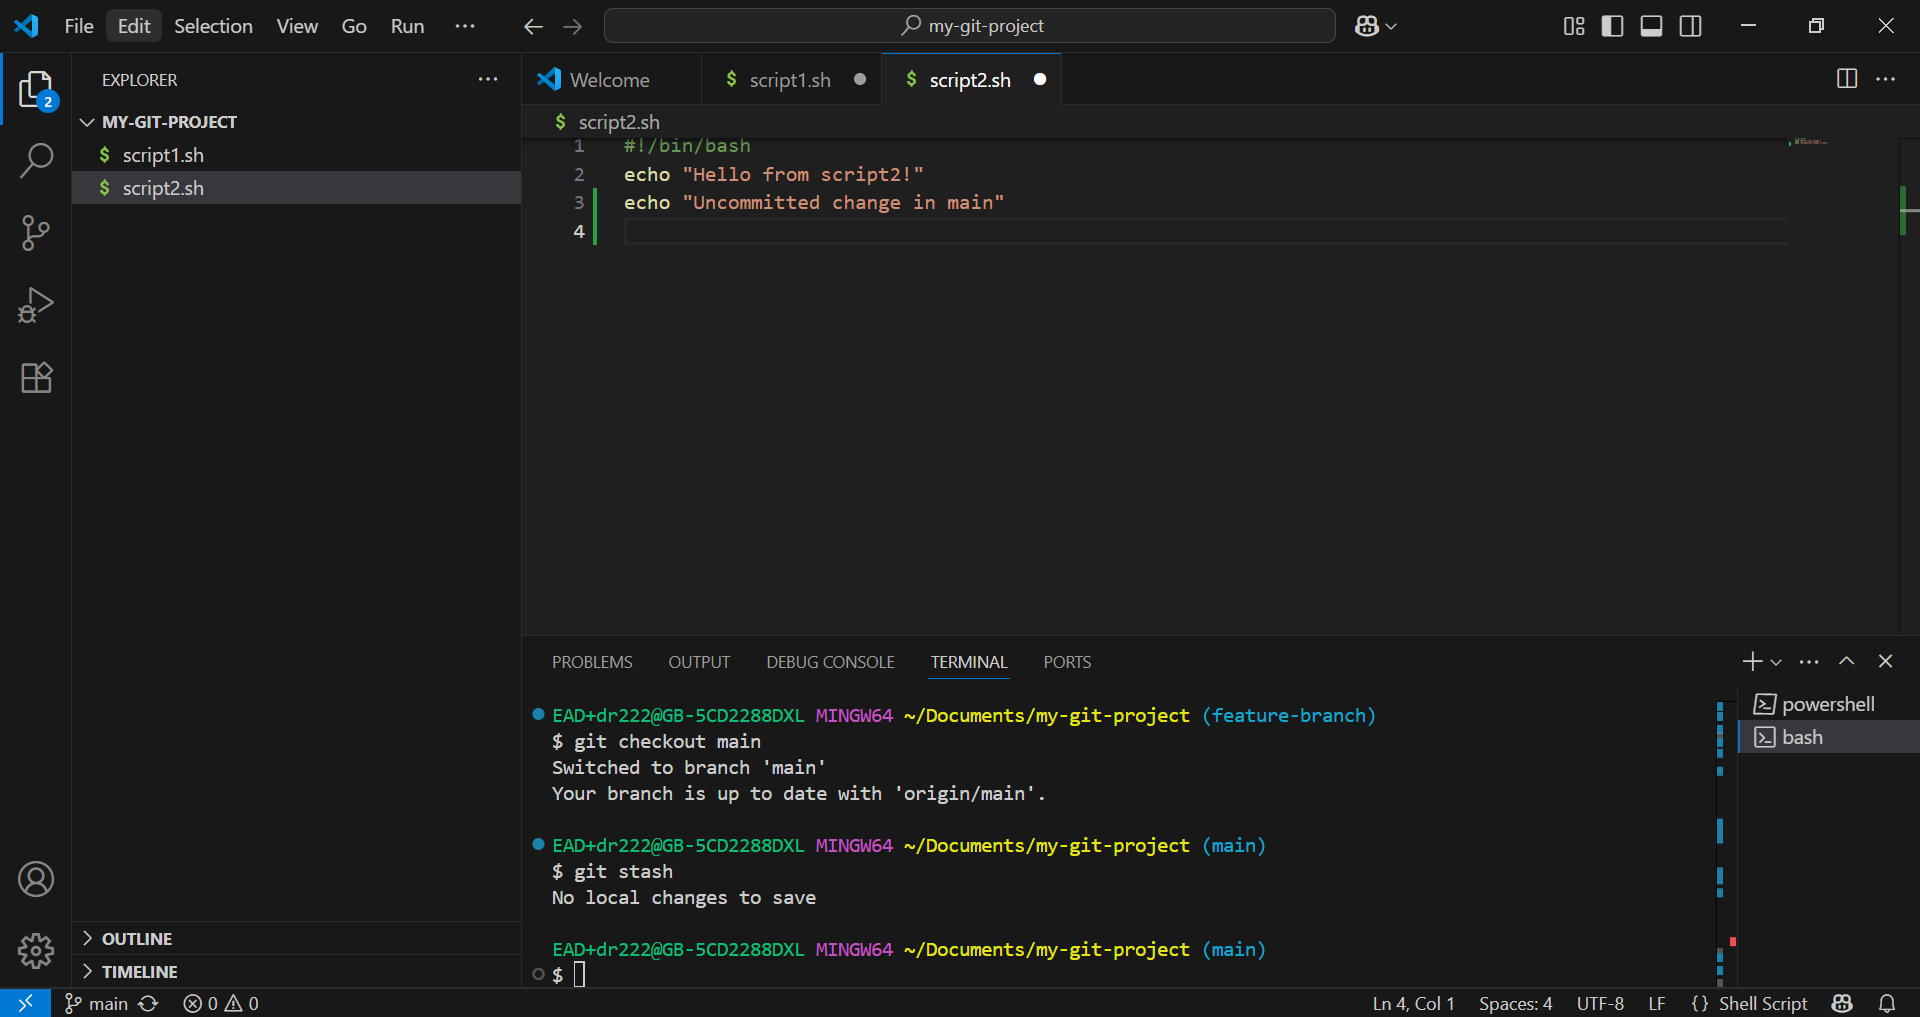 File Edit Selection View Go Run ··· my-git-project
EXPLORER ···
2
MY-GIT-PROJECT
$ script1.sh
$ script2.sh
OUTLINE
TIMELINE
Welcome $ script1.sh $ script2.sh
$ script2.sh
1 #!/bin/bash
2 echo "Hello from script2!"
3 echo "Uncommitted change in main"
4
PROBLEMS OUTPUT DEBUG CONSOLE TERMINAL PORTS
EAD+dr222@GB-5CD2288DXL MINGW64 ~/Documents/my-git-project (feature-branch)
$ git checkout main
Switched to branch 'main'
Your branch is up to date with 'origin/main'.
EAD+dr222@GB-5CD2288DXL MINGW64 ~/Documents/my-git-project (main)
$ git stash
No local changes to save
EAD+dr222@GB-5CD2288DXL MINGW64 ~/Documents/my-git-project (main)
$
powershell
bash
main 0 0 Ln 4, Col 1 Spaces: 4 UTF-8 LF {} Shell Script